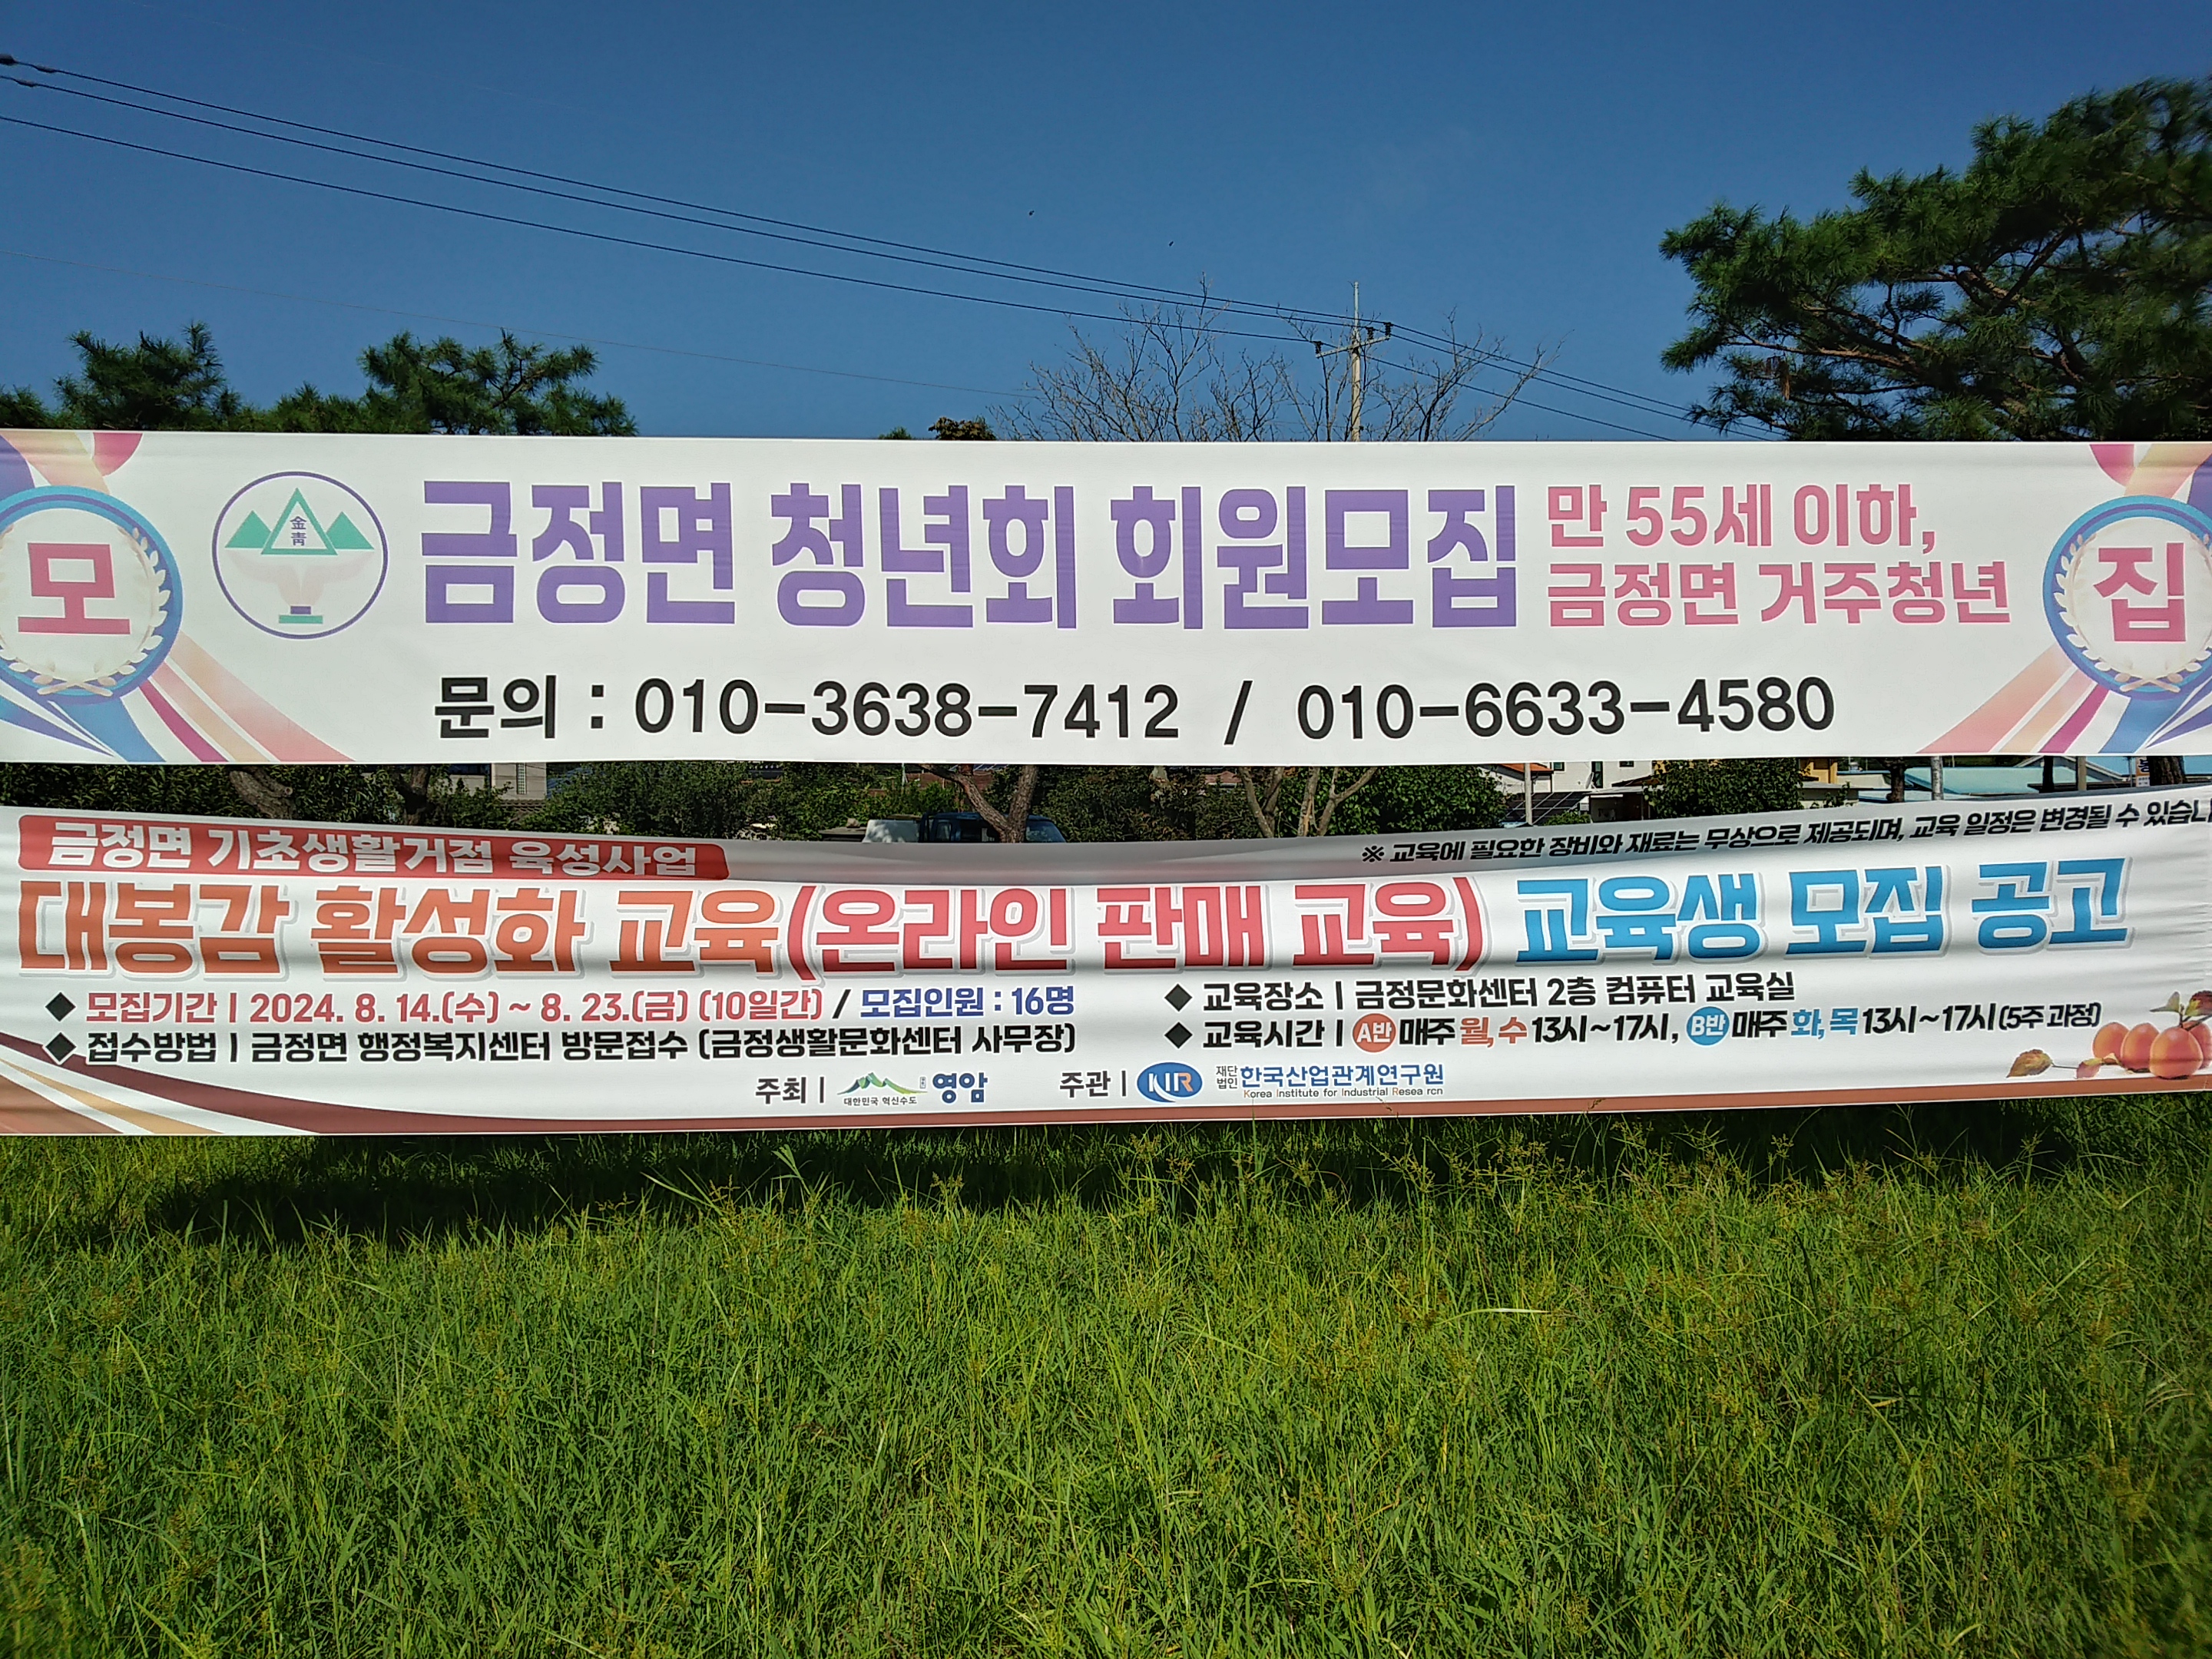 모
金
靑
금정면 청년회 회원모집
만 55세 이하,
금정면 거주청년
집
문의 : 010-3638-7412 / 010-6633-4580
금정면 기초생활거점 육성사업
※ 교육에 필요한 장비와 재료는 무상으로 제공되며, 교육 일정은 변경될 수 있습니
대봉감 활성화 교육(온라인 판매 교육) 교육생 모집 공고
◆ 모집기간 | 2024. 8. 14.(수) ~ 8. 23.(금) (10일간) / 모집인원 : 16명
◆ 접수방법 | 금정면 행정복지센터 방문접수 (금정생활문화센터 사무장)
◆ 교육장소 | 금정문화센터 2층 컴퓨터 교육실
◆ 교육시간 | A반 매주 월, 수 13시~17시, B반 매주 화, 목 13시~17시 (5주 과정)
주최 | 대한민국 혁신수도 영암
주관 | KIIR 재단법인 한국산업관계연구원
Korea Institute for Industrial Resea rcn